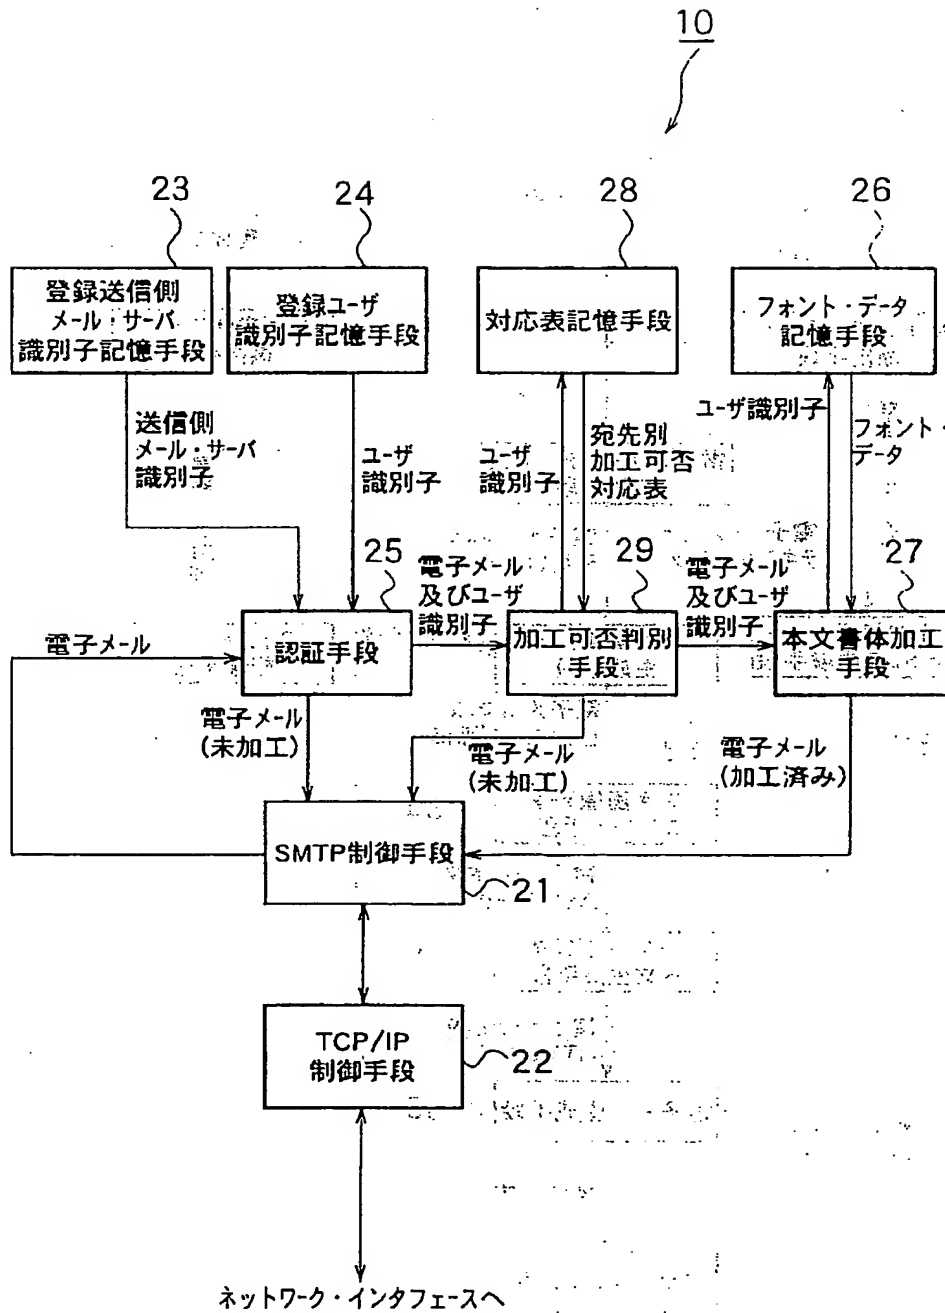 10
23
24
28
26
登録送信側
メール・サーバ
識別子記憶手段
登録ユーザ
識別子記憶手段
対応表記憶手段
フォント・データ
記憶手段
送信側
メール・サーバ
識別子
ユーザ
識別子
ユーザ
識別子
宛先別
加工可否
対応表
ユーザ識別子
フォント・
データ
25
29
27
電子メール
認証手段
電子メール
及びユーザ
識別子
加工可否判別
手段
電子メール
及びユーザ
識別子
本文書体加工
手段
電子メール
(未加工)
電子メール
(未加工)
電子メール
(加工済み)
SMTP制御手段
21
TCP/IP
制御手段
22
ネットワーク・インタフェースへ